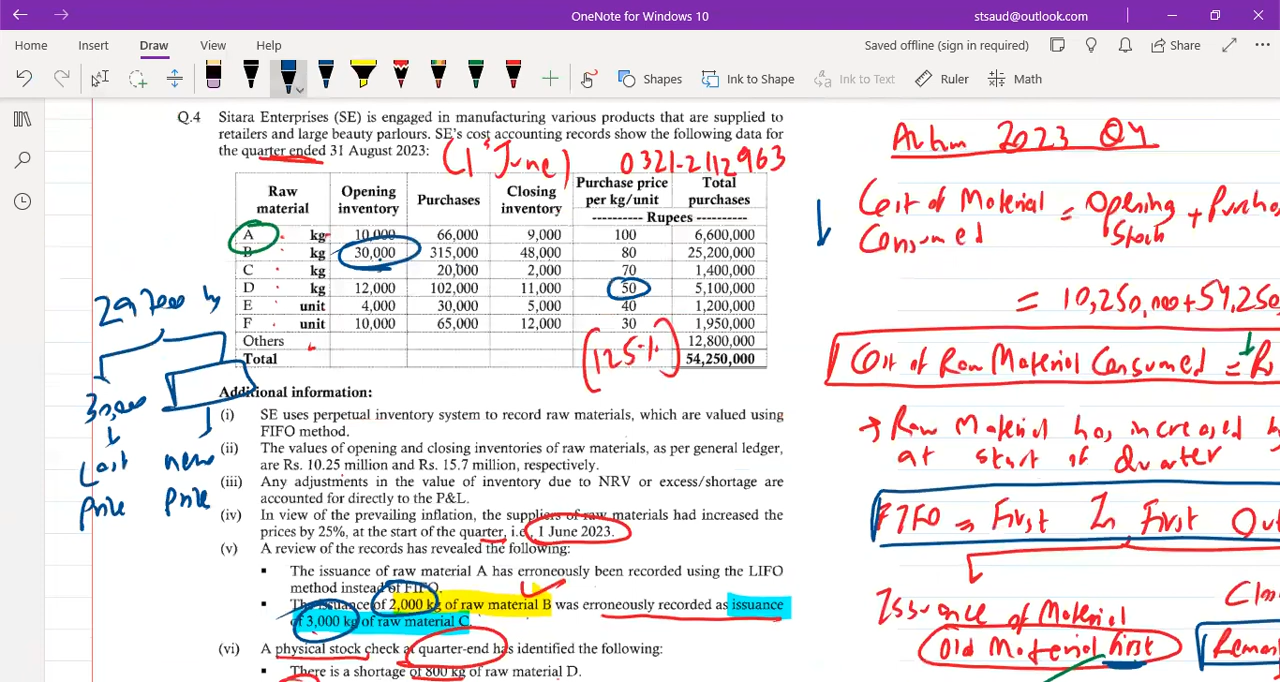 OneNote for Windows 10
stsaud@outlook.com
Home Insert Draw View Help
Saved offline (sign in required) Share
Shapes Ink to Shape Ink to Text Ruler Math
Q.4 Sitara Enterprises (SE) is engaged in manufacturing various products that are supplied to
retailers and large beauty parlors. SE's cost accounting records show the following data for
the quarter ended 31 August 2023:
(1st June) 0321-2112963
Raw material Opening inventory Purchases Closing inventory Purchase price per kg/unit Total purchases
---------- Rupees ----------
A kg 10,000 66,000 9,000 100 6,600,000
B kg 30,000 315,000 48,000 80 25,200,000
C kg 20,000 2,000 70 1,400,000
D kg 12,000 102,000 11,000 50 5,100,000
E unit 4,000 30,000 5,000 40 1,200,000
F unit 10,000 65,000 12,000 30 1,950,000
Others 12,800,000
Total 54,250,000
(125%)
297000 kg
30,000
Last price
new price
Additional information:
(i) SE uses perpetual inventory system to record raw materials, which are valued using
FIFO method.
(ii) The values of opening and closing inventories of raw materials, as per general ledger,
are Rs. 10.25 million and Rs. 15.7 million, respectively.
(iii) Any adjustments in the value of inventory due to NRV or excess/shortage are
accounted for directly to the P&L.
(iv) In view of the prevailing inflation, the suppliers of raw materials had increased the
prices by 25%, at the start of the quarter, i.e., 1 June 2023.
(v) A review of the records has revealed the following:
▪ The issuance of raw material A has erroneously been recorded using the LIFO
method instead of FIFO.
▪ The issuance of 2,000 kg of raw material B was erroneously recorded as issuance
of 3,000 kg of raw material C.
(vi) A physical stock check at quarter-end has identified the following:
▪ There is a shortage of 800 kg of raw material D.
Autumn 2023 Q4
Cost of Material Consumed = Opening Stock + Purcha
= 10,250,000+54,250
Cost of Raw Material Consumed = Rs
→ Raw Material has increased by
at start of Quarter
FIFO = First In First Out
Issuance of Material
Old Material first
Clos
Remai